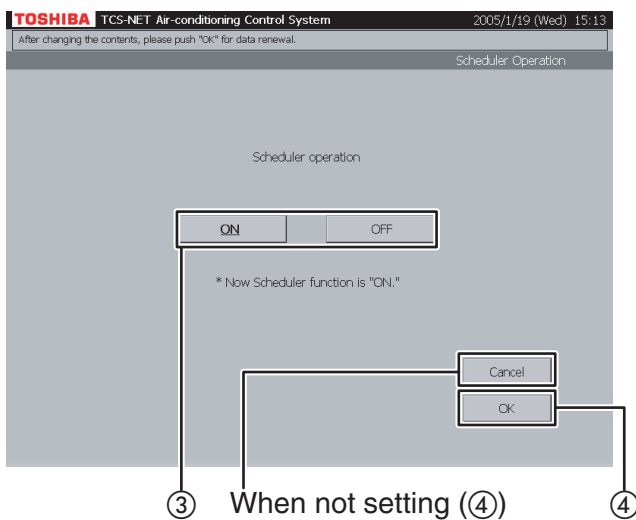 TOSHIBA TCS-NET Air-conditioning Control System 2005/1/19 (Wed) 15:13
After changing the contents, please push "OK" for data renewal.
Scheduler Operation
Scheduler operation
ON OFF
* Now Scheduler function is "ON."
Cancel
OK
③ When not setting (④) ④